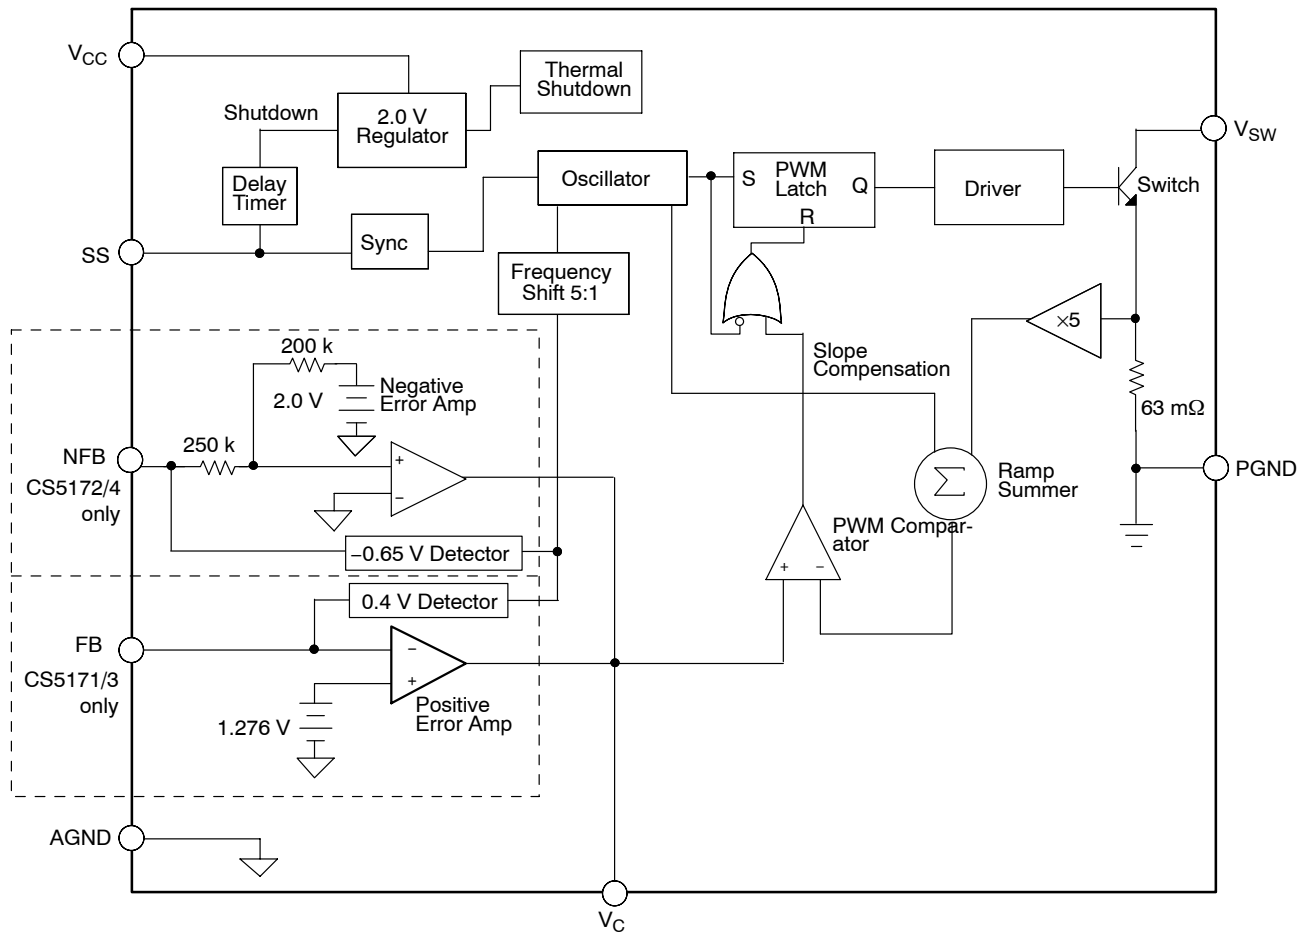 VCC
Thermal
Shutdown
Shutdown
2.0 V
Regulator
VSW
Delay
Timer
Oscillator
S
PWM
Latch
Q
R
Driver
Switch
SS
Sync
Frequency
Shift 5:1
×5
200 k
Negative
Error Amp
2.0 V
Slope
Compensation
63 mΩ
250 k
NFB
CS5172/4
only
+
−
Σ
Ramp
Summer
PGND
PWM Compar-
ator
+
−
−0.65 V Detector
0.4 V Detector
FB
CS5171/3
only
−
+
Positive
Error Amp
1.276 V
AGND
VC